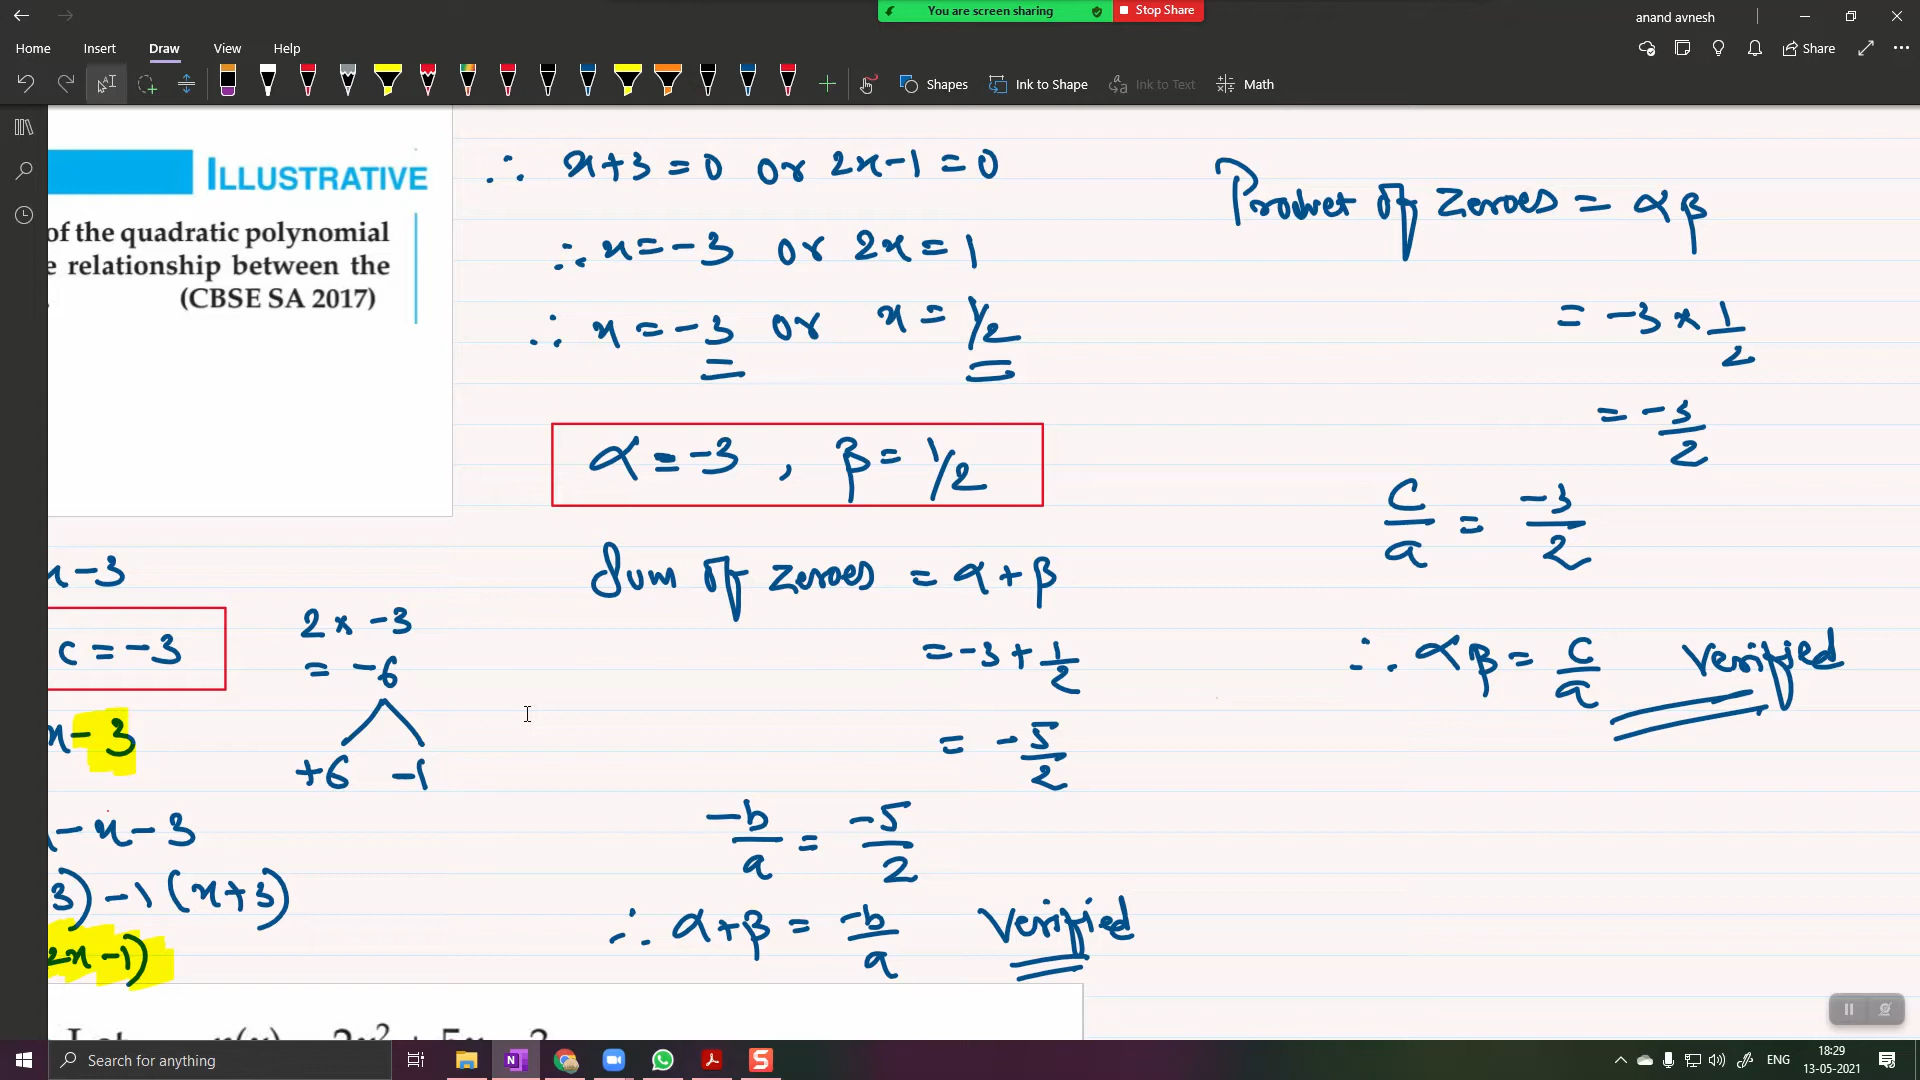 You are screen sharing
Stop Share
anand avnesh
Home Insert Draw View Help
Share
Shapes Ink to Shape Ink to Text Math
ILLUSTRATIVE
of the quadratic polynomial
e relationship between the
(CBSE SA 2017)
x-3
c = -3
2 × -3
= -6
+6 -1
x-3
-x-3
3) -1(x+3)
2x-1)
∴ x+3 = 0 or 2x-1 = 0
∴ x = -3 or 2x = 1
∴ x = -3 or x = 1/2
α = -3 , β = 1/2
Sum of zeroes = α + β
= -3 + 1/2
= -5/2
-b/a = -5/2
∴ α+β = -b/a Verified
Product of zeroes = αβ
= -3 × 1/2
= -3/2
C/a = -3/2
∴ αβ = C/a Verified
Search for anything
ENG
18:29
13-05-2021